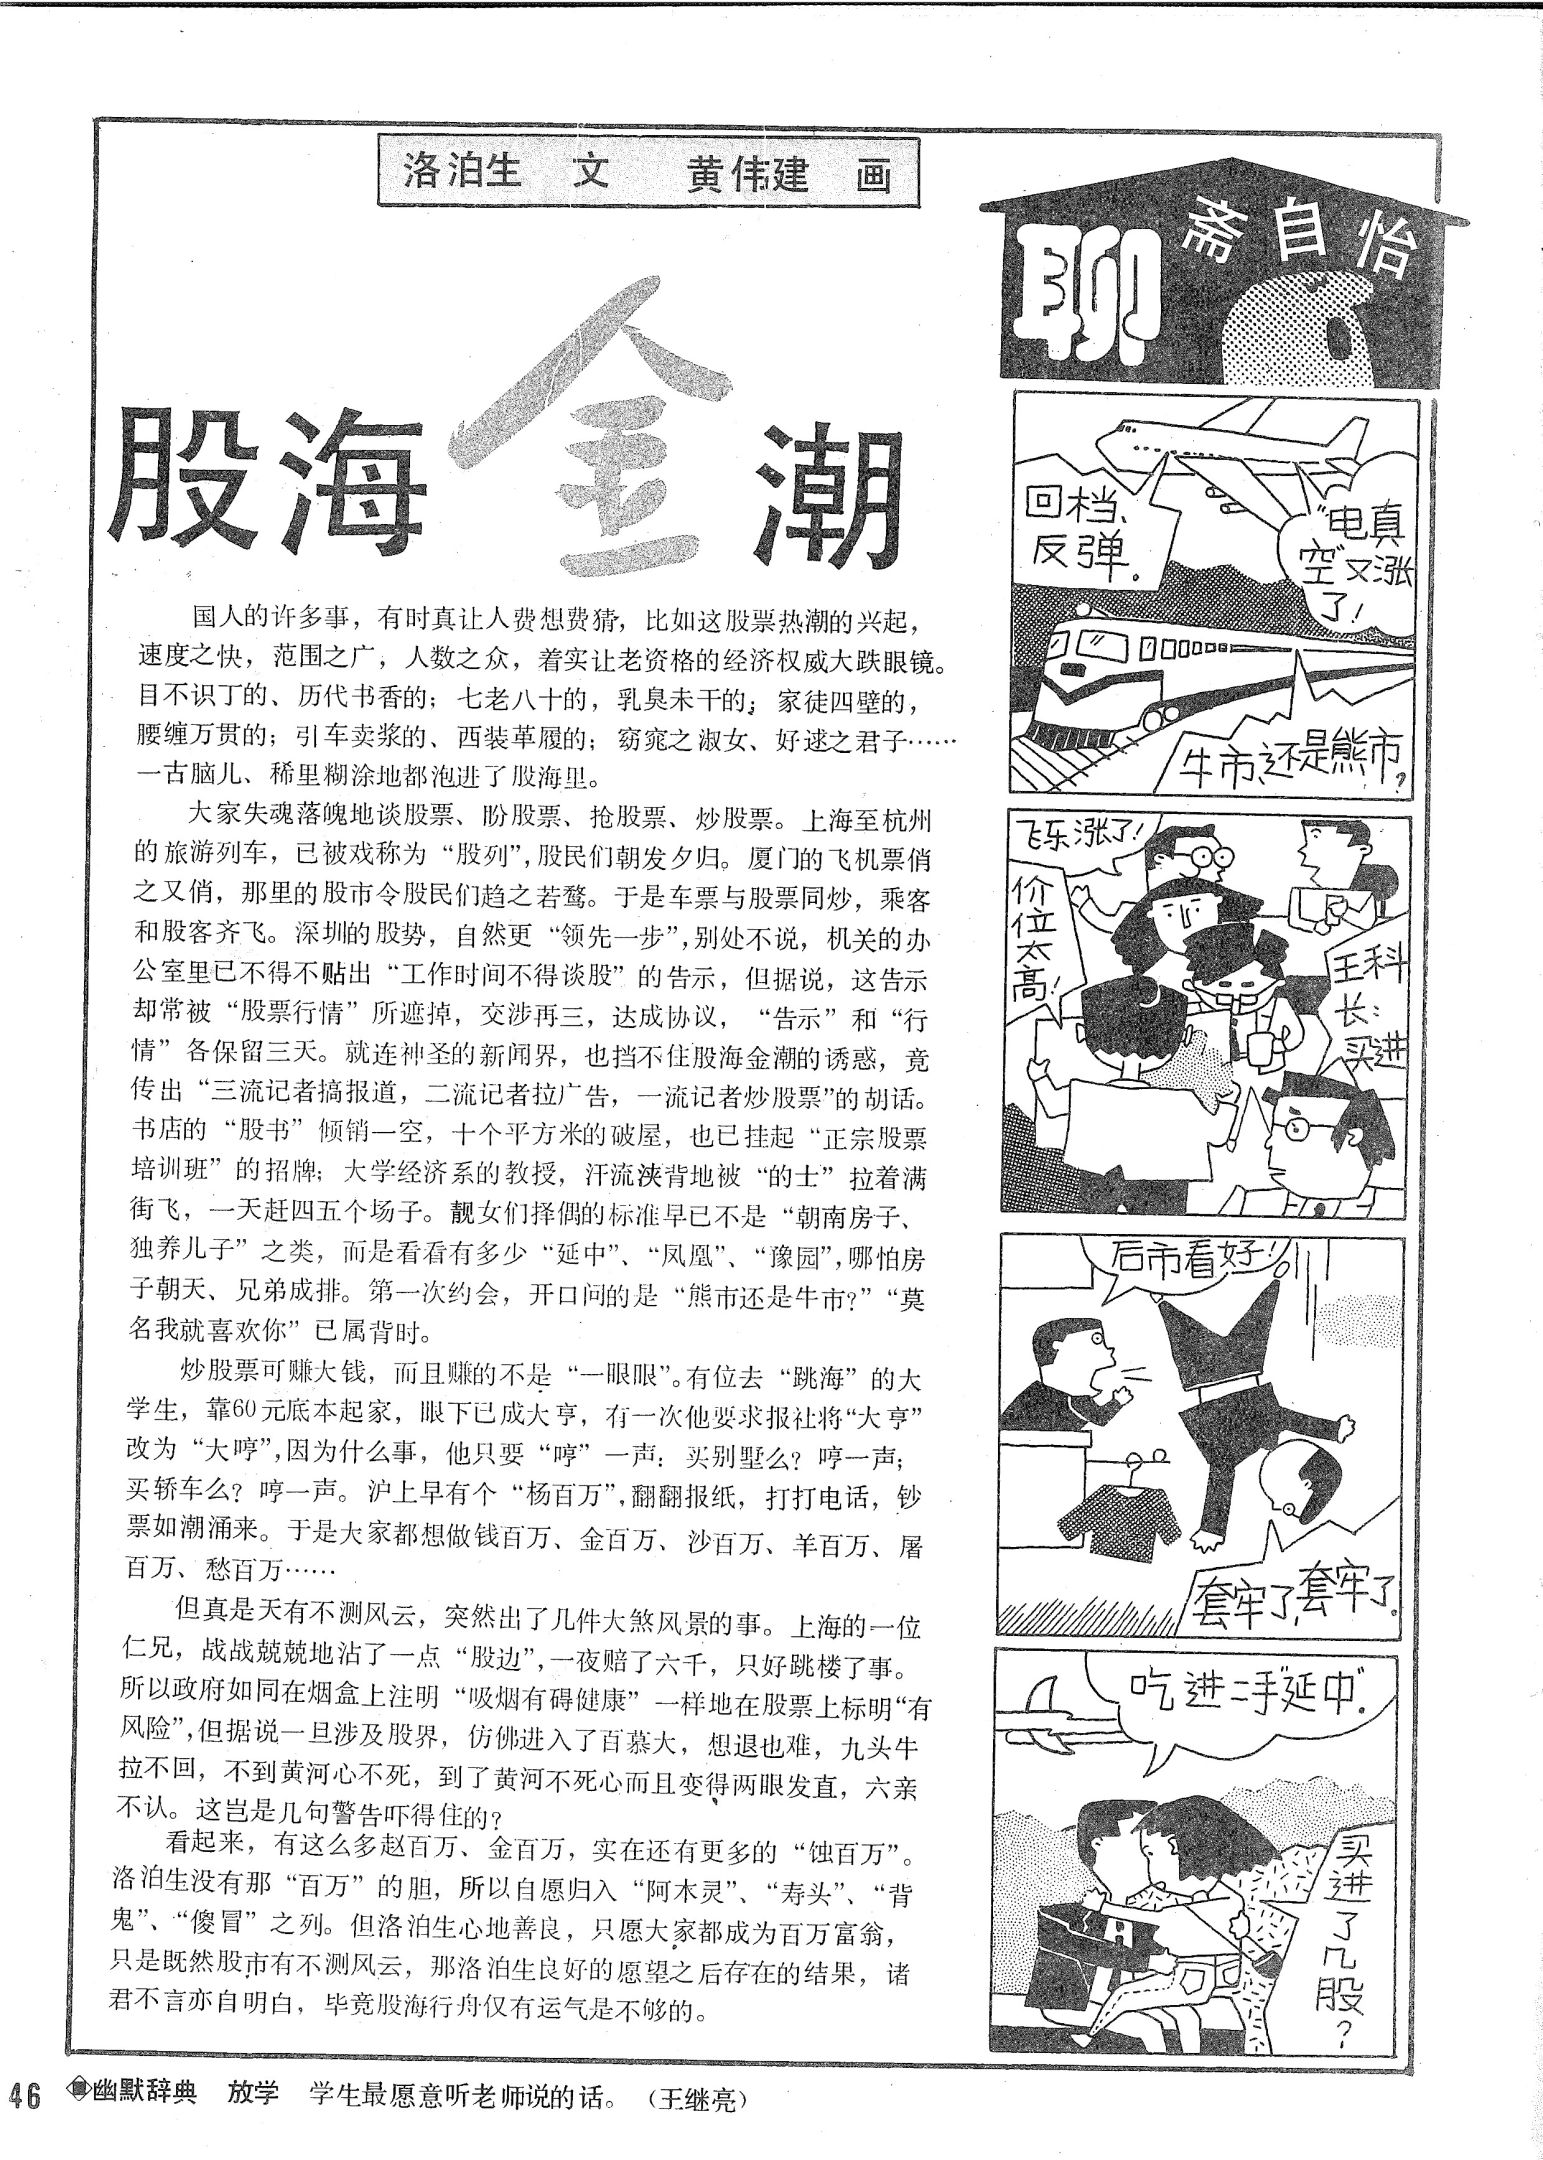 洛泊生 文 黄伟建 画
聊斋自怡
股海金潮
国人的许多事，有时真让人费想费猜，比如这股票热潮的兴起，
速度之快，范围之广，人数之众，着实让老资格的经济权威大跌眼镜。
目不识丁的、历代书香的；七老八十的，乳臭未干的；家徒四壁的，
腰缠万贯的；引车卖浆的、西装革履的；窈窕之淑女、好逑之君子……
一古脑儿、稀里糊涂地都泡进了股海里。
大家失魂落魄地谈股票、盼股票、抢股票、炒股票。上海至杭州
的旅游列车，已被戏称为“股列”，股民们朝发夕归。厦门的飞机票俏
之又俏，那里的股市令股民们趋之若鹜。于是车票与股票同炒，乘客
和股客齐飞。深圳的股势，自然更“领先一步”，别处不说，机关的办
公室里已不得不贴出“工作时间不得谈股”的告示，但据说，这告示
却常被“股票行情”所遮掉，交涉再三，达成协议，“告示”和“行
情”各保留三天。就连神圣的新闻界，也挡不住股海金潮的诱惑，竟
传出“三流记者搞报道，二流记者拉广告，一流记者炒股票”的胡话。
书店的“股书”倾销一空，十个平方米的破屋，也已挂起“正宗股票
培训班”的招牌；大学经济系的教授，汗流浃背地被“的士”拉着满
街飞，一天赶四五个场子。靓女们择偶的标准早已不是“朝南房子、
独养儿子”之类，而是看看有多少“延中”、“凤凰”、“豫园”，哪怕房
子朝天、兄弟成排。第一次约会，开口问的是“熊市还是牛市？”“莫
名我就喜欢你”已属背时。
炒股票可赚大钱，而且赚的不是“一眼眼”。有位去“跳海”的大
学生，靠60元底本起家，眼下已成大亨，有一次他要求报社将“大亨”
改为“大哼”，因为什么事，他只要“哼”一声：买别墅么？哼一声；
买轿车么？哼一声。沪上早有个“杨百万”，翻翻报纸，打打电话，钞
票如潮涌来。于是大家都想做钱百万、金百万、沙百万、羊百万、屠
百万、愁百万……
但真是天有不测风云，突然出了几件大煞风景的事。上海的一位
仁兄，战战兢兢地沾了一点“股边”，一夜赔了六千，只好跳楼了事。
所以政府如同在烟盒上注明“吸烟有碍健康”一样地在股票上标明“有
风险”，但据说一旦涉及股界，仿佛进入了百慕大，想退也难，九头牛
拉不回，不到黄河心不死，到了黄河不死心而且变得两眼发直，六亲
不认。这岂是几句警告吓得住的？
看起来，有这么多赵百万、金百万，实在还有更多的“蚀百万”。
洛泊生没有那“百万”的胆，所以自愿归入“阿木灵”、“寿头”、“背
鬼”、“傻冒”之列。但洛泊生心地善良，只愿大家都成为百万富翁，
只是既然股市有不测风云，那洛泊生良好的愿望之后存在的结果，诸
君不言亦自明白，毕竟股海行舟仅有运气是不够的。
回档、
反弹．
“电真
空”又涨
了！
牛市、还是熊市？
飞乐涨了！
价
位
太
高！
王科
长：
买进
后市看好！
套牢了，套牢了．
吃进二手“延中”．
买
进
了
几
股
？
46 幽默辞典 放学 学生最愿意听老师说的话。（王继亮）